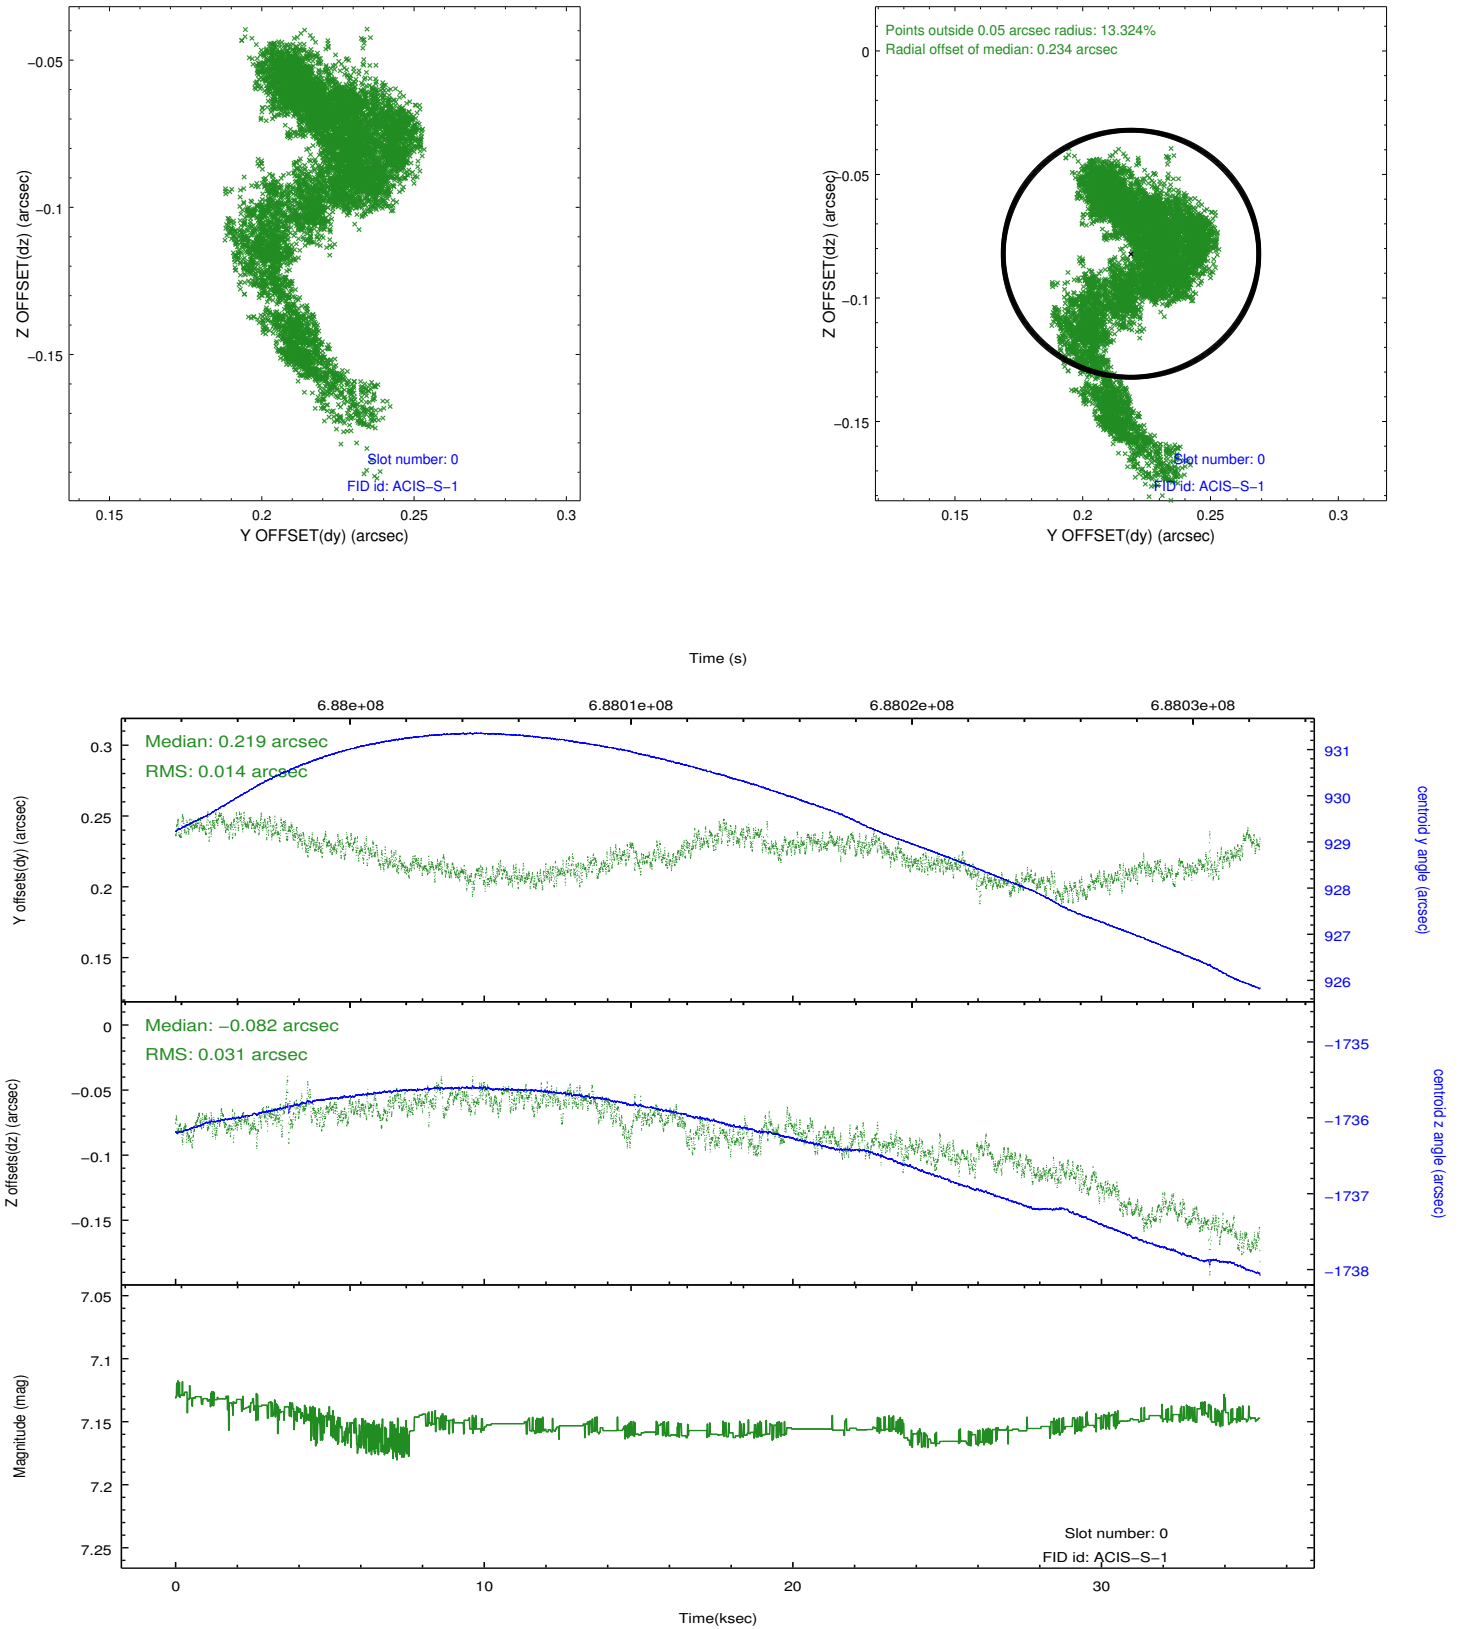 −0.05
−0.1
−0.15
Z OFFSET(dz) (arcsec)
Slot number: 0
FID id: ACIS−S−1
0.15
0.2
0.25
0.3
Y OFFSET(dy) (arcsec)
Points outside 0.05 arcsec radius: 13.324%
Radial offset of median: 0.234 arcsec
0
−0.05
−0.1
−0.15
Z OFFSET(dz) (arcsec)
Slot number: 0
FID id: ACIS−S−1
0.15
0.2
0.25
0.3
Y OFFSET(dy) (arcsec)
Time (s)
6.88e+08
6.8801e+08
6.8802e+08
6.8803e+08
Median: 0.219 arcsec
RMS: 0.014 arcsec
0.3
0.25
0.2
0.15
Y offsets(dy) (arcsec)
931
930
929
928
927
926
centroid y angle (arcsec)
Median: −0.082 arcsec
RMS: 0.031 arcsec
0
−0.05
−0.1
−0.15
Z offsets(dz) (arcsec)
−1735
−1736
−1737
−1738
centroid z angle (arcsec)
7.05
7.1
7.15
7.2
7.25
Magnitude (mag)
Slot number: 0
FID id: ACIS−S−1
0
10
20
30
Time(ksec)